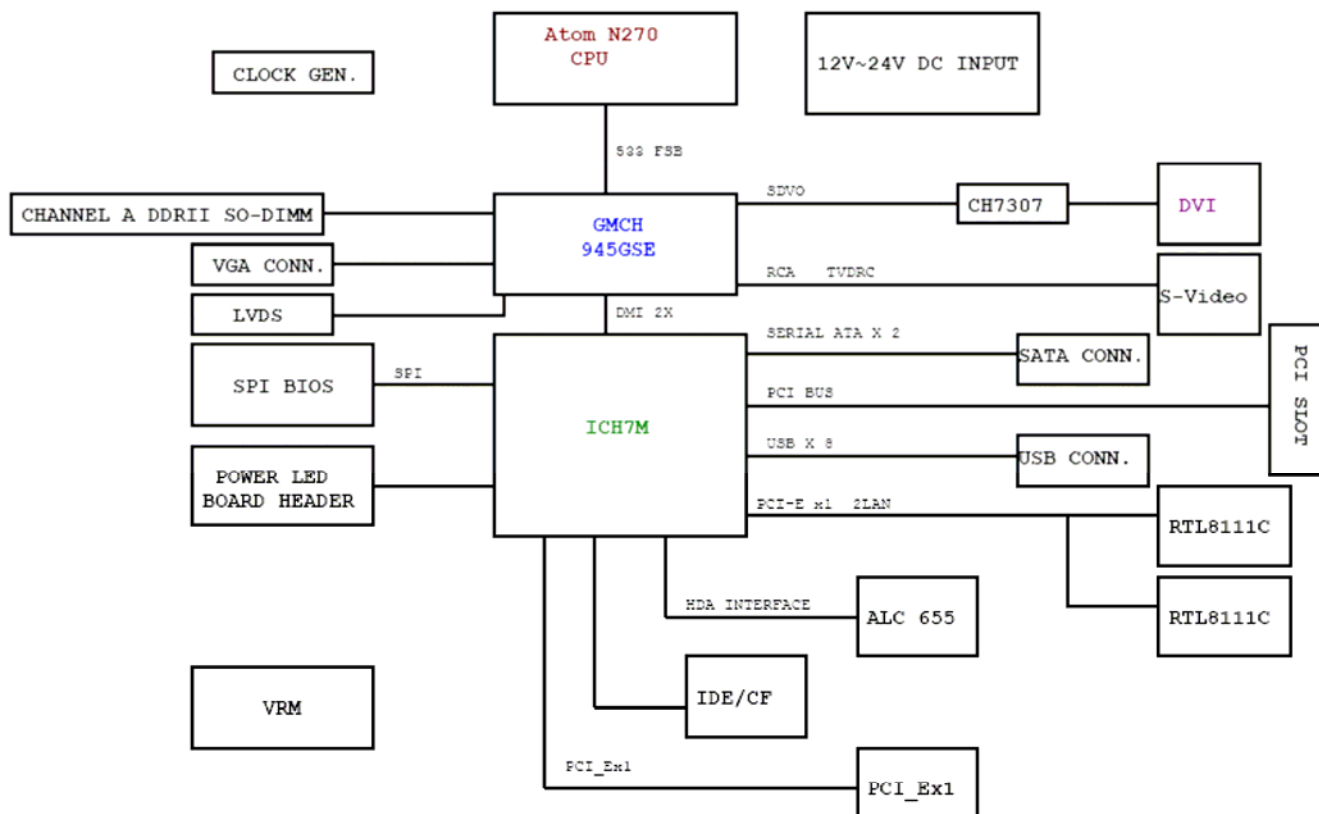 Atom N270
CPU
CLOCK GEN.
12V~24V DC INPUT
533 FSB
SDVO
CHANNEL A DDRII SO-DIMM
GMCH
945GSE
CH7307
DVI
VGA CONN.
RCA TVDRC
S-Video
LVDS
DMI 2X
SERIAL ATA X 2
SATA CONN.
PCI SLOT
SPI BIOS
SPI
PCI BUS
ICH7M
USB X 8
USB CONN.
POWER LED
BOARD HEADER
PCI-E x1 2LAN
RTL8111C
HDA INTERFACE
ALC 655
RTL8111C
VRM
IDE/CF
PCI_Ex1
PCI_Ex1